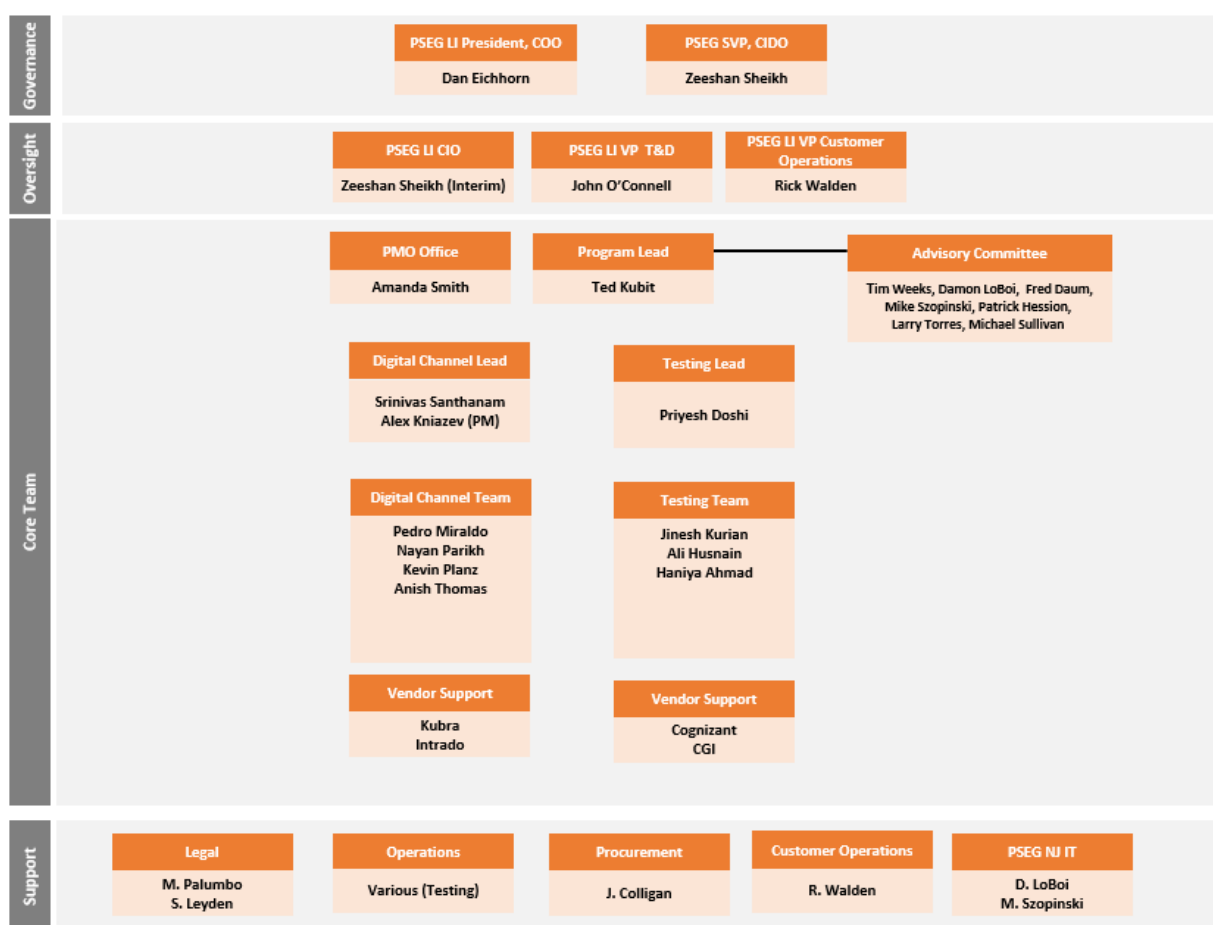 Governance
PSEG LI President, COO
Dan Eichhorn
PSEG SVP, CIDO
Zeeshan Sheikh
Oversight
PSEG LI CIO
Zeeshan Sheikh (Interim)
PSEG LI VP T&D
John O'Connell
PSEG LI VP Customer
Operations
Rick Walden
Core Team
PMO Office
Amanda Smith
Program Lead
Ted Kubit
Advisory Committee
Tim Weeks, Damon LoBoi, Fred Daum,
Mike Szopinski, Patrick Hession,
Larry Torres, Michael Sullivan
Digital Channel Lead
Srinivas Santhanam
Alex Kniazev (PM)
Testing Lead
Priyesh Doshi
Digital Channel Team
Pedro Miraldo
Nayan Parikh
Kevin Planz
Anish Thomas
Testing Team
Jinesh Kurian
Ali Husnain
Haniya Ahmad
Vendor Support
Kubra
Intrado
Vendor Support
Cognizant
CGI
Support
Legal
M. Palumbo
S. Leyden
Operations
Various (Testing)
Procurement
J. Colligan
Customer Operations
R. Walden
PSEG NJ IT
D. LoBoi
M. Szopinski